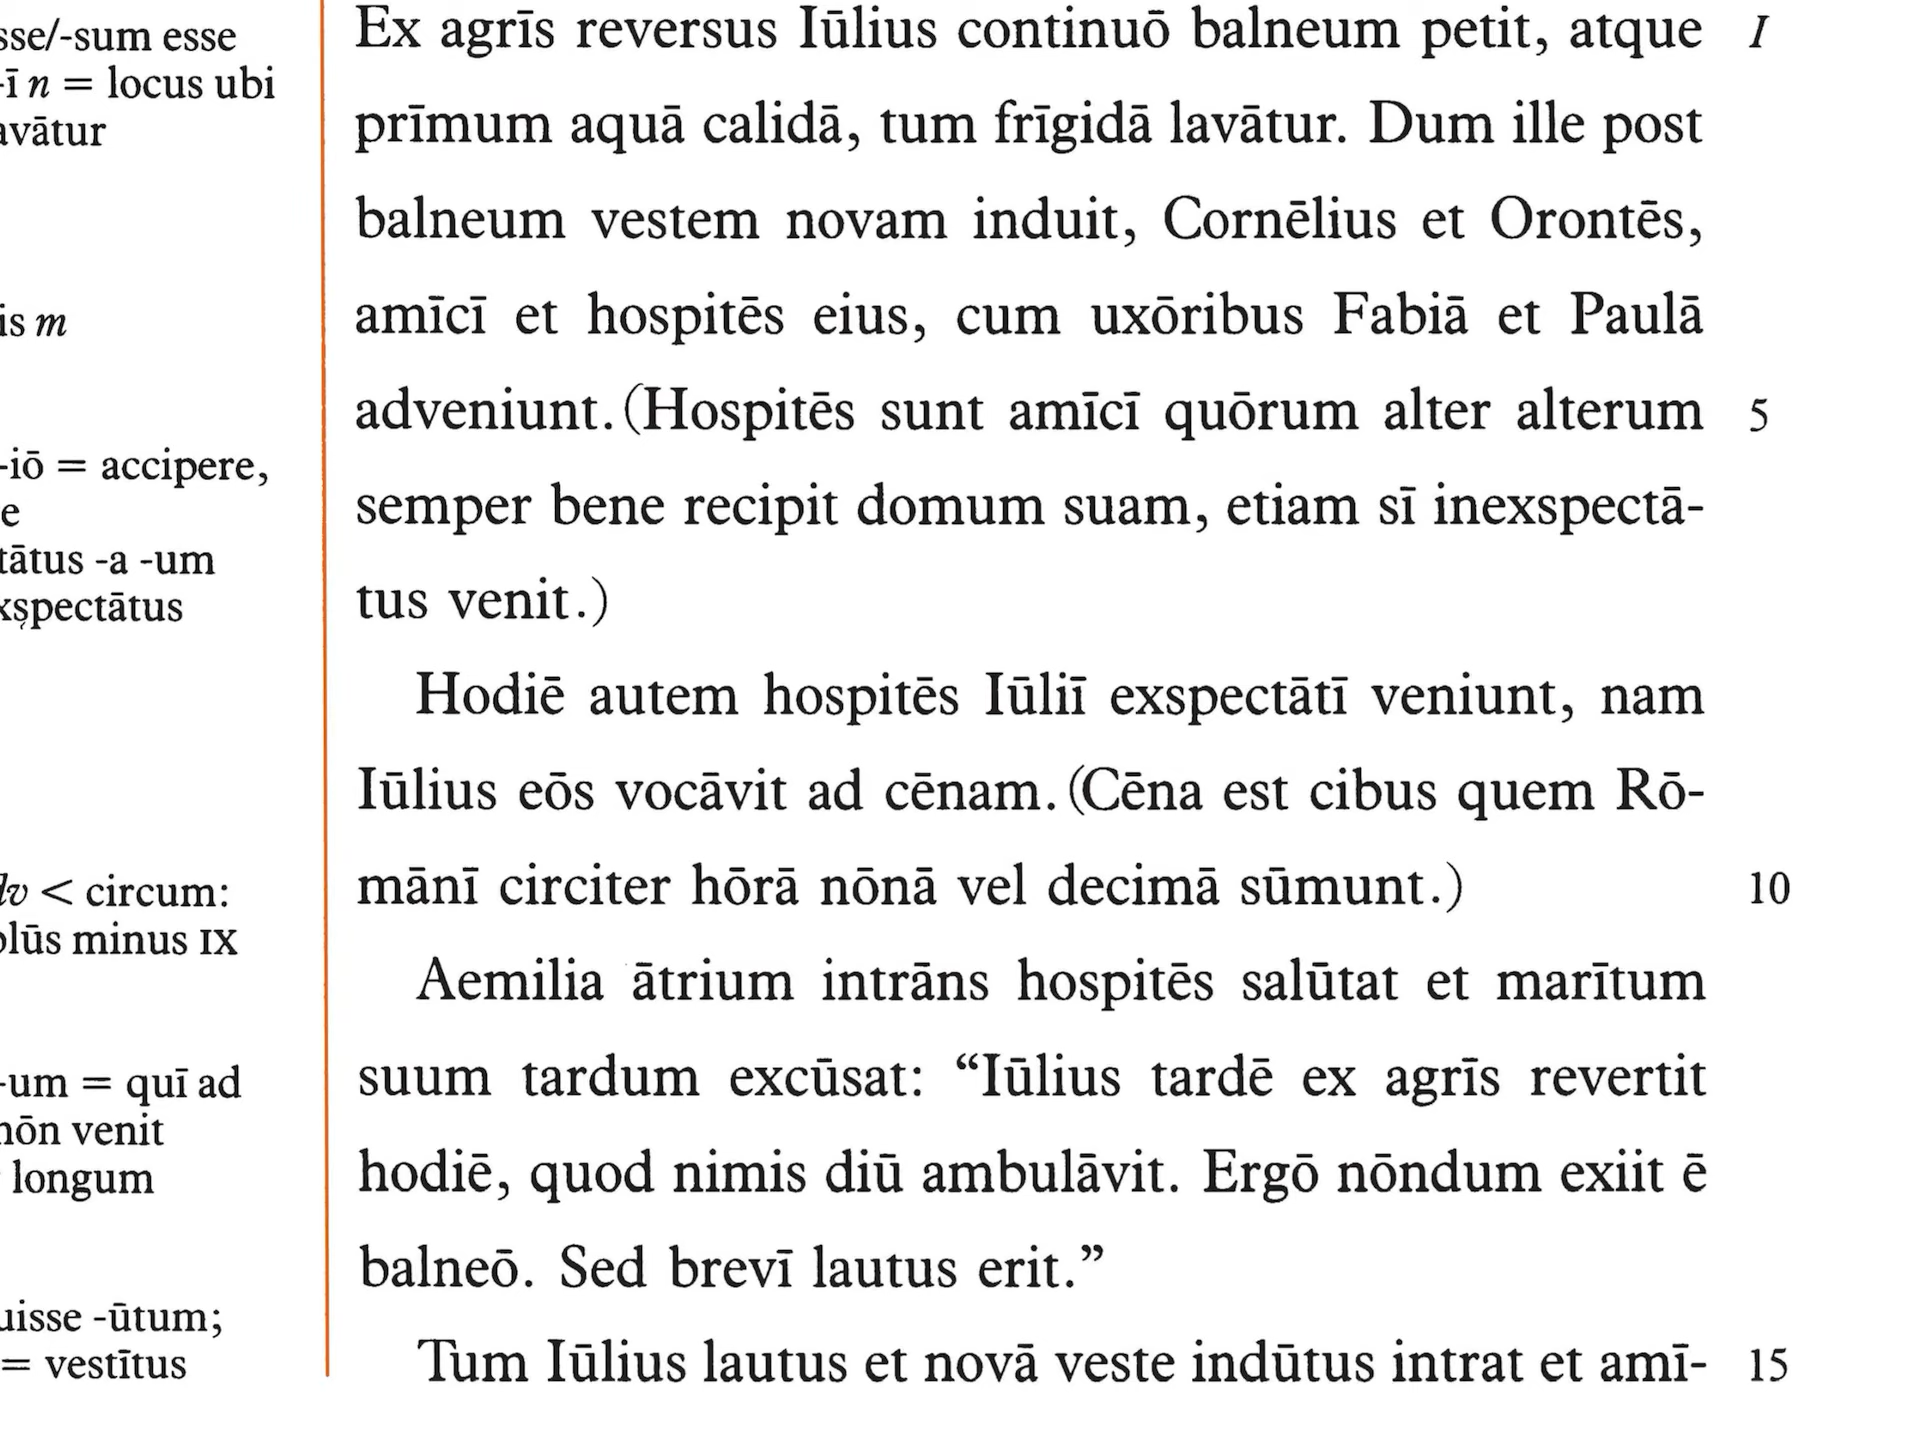 sse/-sum esse
-ī n = locus ubi
avātur
is m
-iō = accipere,
e
tātus -a -um
xspectātus
dv < circum:
plūs minus IX
-um = quī ad
nōn venit
longum
uisse -ūtum;
= vestītus
Ex agrīs reversus Iūlius continuō balneum petit, atque I
prīmum aquā calidā, tum frīgidā lavātur. Dum ille post
balneum vestem novam induit, Cornēlius et Orontēs,
amīcī et hospitēs eius, cum uxōribus Fabiā et Paulā
adveniunt. (Hospitēs sunt amīcī quōrum alter alterum 5
semper bene recipit domum suam, etiam sī inexspectā-
tus venit.)
Hodiē autem hospitēs Iūliī exspectātī veniunt, nam
Iūlius eōs vocāvit ad cēnam. (Cēna est cibus quem Rō-
mānī circiter hōrā nōnā vel decimā sūmunt.) 10
Aemilia ātrium intrāns hospitēs salūtat et marītum
suum tardum excūsat: “Iūlius tardē ex agrīs revertit
hodiē, quod nimis diū ambulāvit. Ergō nōndum exiit ē
balneō. Sed brevī lautus erit.”
Tum Iūlius lautus et novā veste indūtus intrat et amī- 15